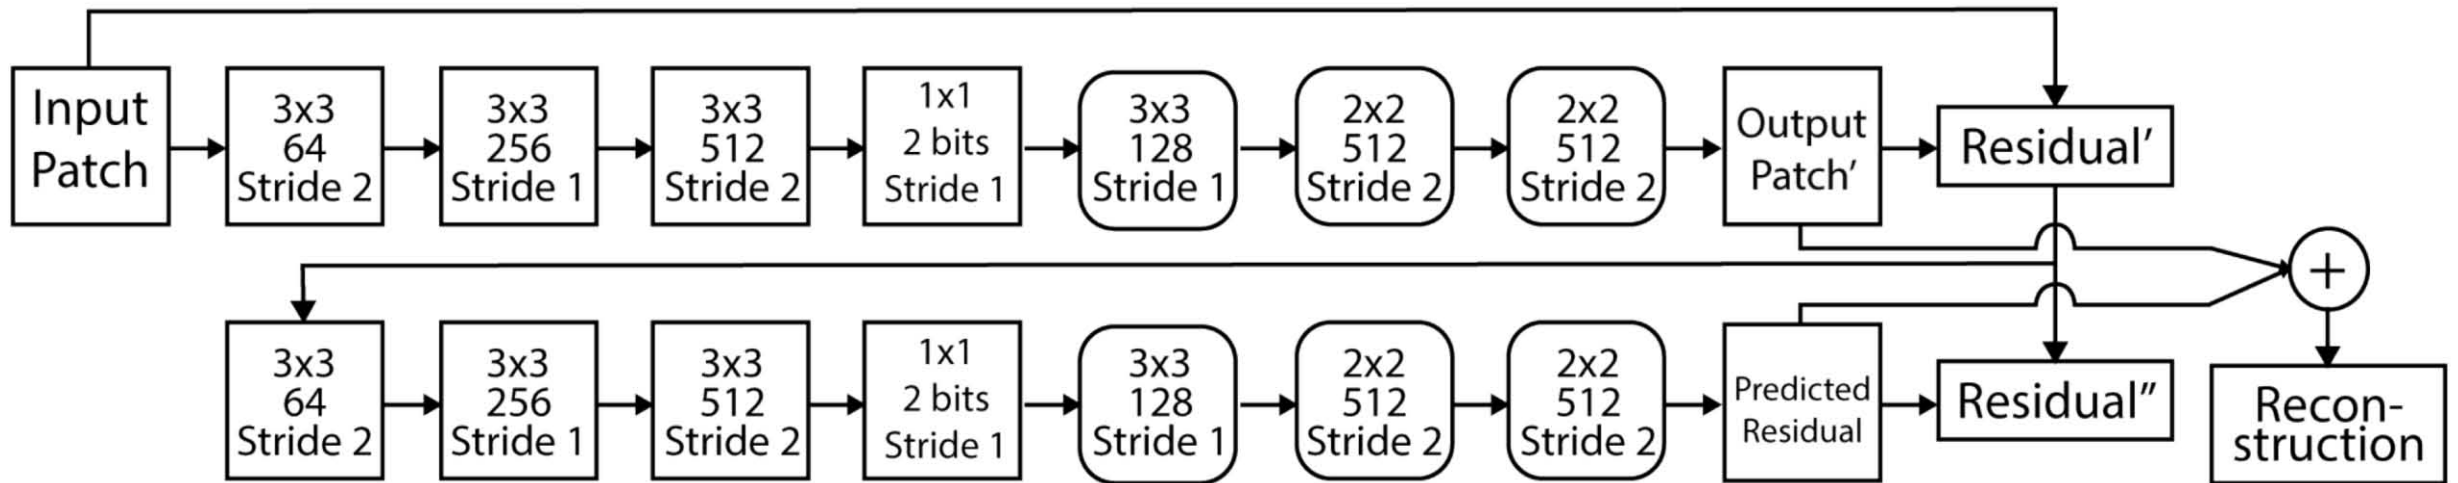 Input
Patch
3x3
64
Stride 2
3x3
256
Stride 1
3x3
512
Stride 2
1x1
2 bits
Stride 1
3x3
128
Stride 1
2x2
512
Stride 2
2x2
512
Stride 2
Output
Patch′
Residual′
+
3x3
64
Stride 2
3x3
256
Stride 1
3x3
512
Stride 2
1x1
2 bits
Stride 1
3x3
128
Stride 1
2x2
512
Stride 2
2x2
512
Stride 2
Predicted
Residual
Residual″
Recon-
struction